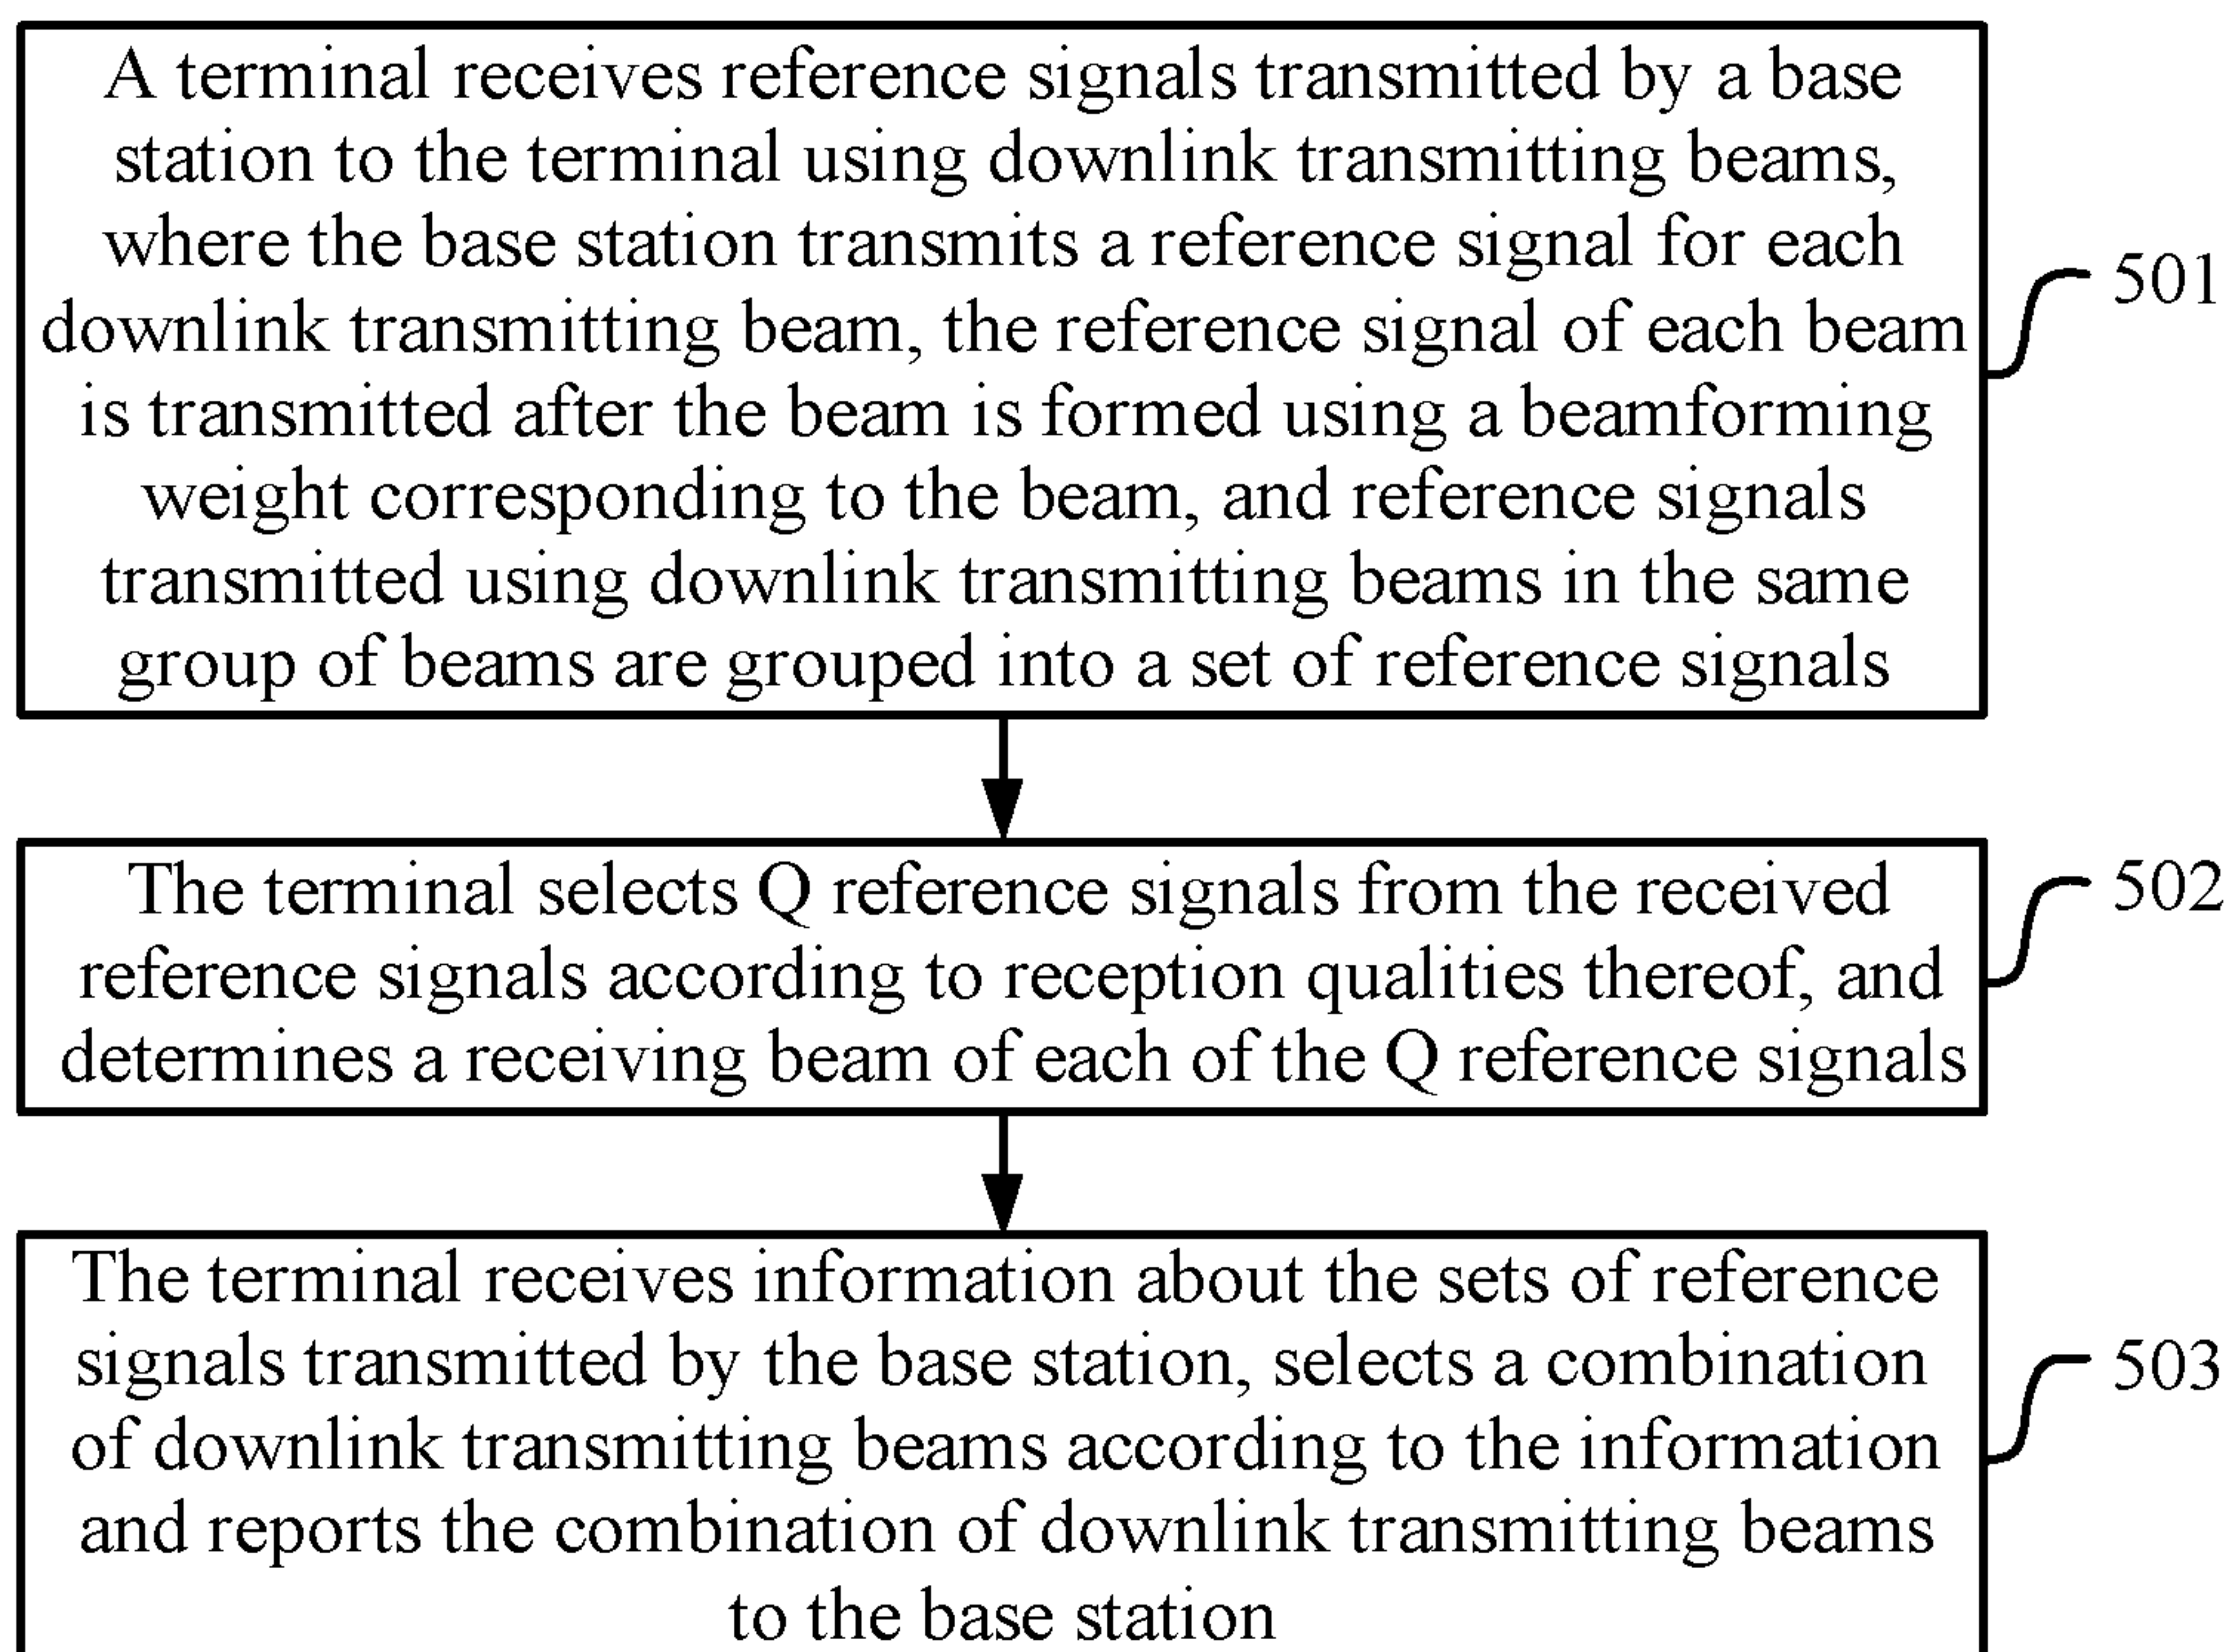 A terminal receives reference signals transmitted by a base
station to the terminal using downlink transmitting beams,
where the base station transmits a reference signal for each
downlink transmitting beam, the reference signal of each beam
is transmitted after the beam is formed using a beamforming
weight corresponding to the beam, and reference signals
transmitted using downlink transmitting beams in the same
group of beams are grouped into a set of reference signals
501
The terminal selects Q reference signals from the received
reference signals according to reception qualities thereof, and
determines a receiving beam of each of the Q reference signals
502
The terminal receives information about the sets of reference
signals transmitted by the base station, selects a combination
of downlink transmitting beams according to the information
and reports the combination of downlink transmitting beams
to the base station
503